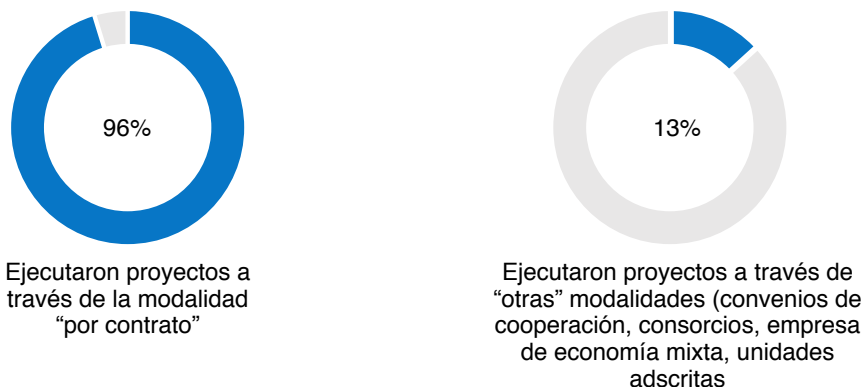 96%
Ejecutaron proyectos a
través de la modalidad
“por contrato”
13%
Ejecutaron proyectos a través de
“otras” modalidades (convenios de
cooperación, consorcios, empresa
de economía mixta, unidades
adscritas